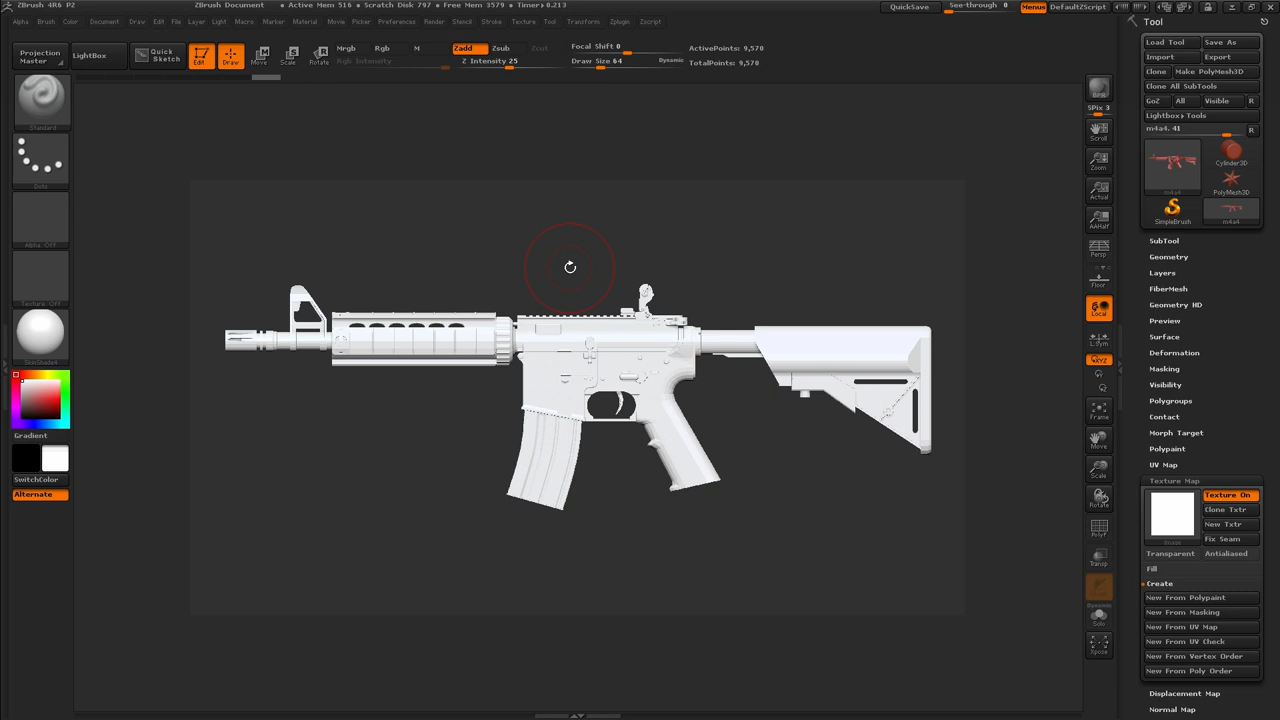 ZBrush 4R6 P2 ZBrush Document • Active Mem 516 • Scratch Disk 797 • Free Mem 3579 • Timer▸0.213 QuickSave See-through 0 Menus DefaultZScript
Alpha Brush Color Document Draw Edit File Layer Light Macro Marker Material Movie Picker Preferences Render Stencil Stroke Texture Tool Transform Zplugin Zscript
Tool
Load Tool Save As
Import Export
Clone Make PolyMesh3D
Clone All SubTools
GoZ All Visible R
Lightbox▸Tools
m4a4. 41 R
Cylinder3D
m4a4
PolyMesh3D
SimpleBrush m4a4
SubTool
Geometry
Layers
FiberMesh
Geometry HD
Preview
Surface
Deformation
Masking
Visibility
Polygroups
Contact
Morph Target
Polypaint
UV Map
Texture Map
Texture On
Clone Txtr
New Txtr
Fix Seam
Transparent Antialiased
Fill
Create
New From Polypaint
New From Masking
New From UV Map
New From UV Check
New From Vertex Order
New From Poly Order
Displacement Map
Normal Map
Projection
Master
LightBox
Quick
Sketch
Edit Draw Move Scale Rotate
Mrgb Rgb M
Rgb Intensity
Zadd Zsub Zcut
Z Intensity 25
Focal Shift 0
Draw Size 64 Dynamic
ActivePoints: 9,570
TotalPoints: 9,570
Standard
Dots
Alpha Off
Texture Off
SkinShade4
Gradient
SwitchColor
Alternate
BPR
SPix 3
Scroll
Zoom
Actual
AAHalf
Persp
Floor
Local
L.Sym
Frame
Move
Scale
Rotate
PolyF
Transp
Dynamic
Solo
Xpose